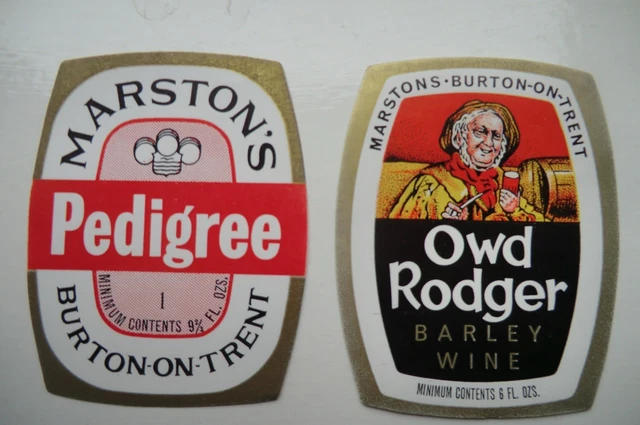 MARSTON'S
Pedigree
1
MINIMUM CONTENTS 9⅔ FL. OZS.
BURTON-ON-TRENT
MARSTONS·BURTON-ON-TRENT
Owd
Rodger
BARLEY
WINE
MINIMUM CONTENTS 6 FL. OZS.